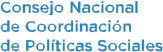 Consejo Nacional
de Coordinación
de Políticas Sociales